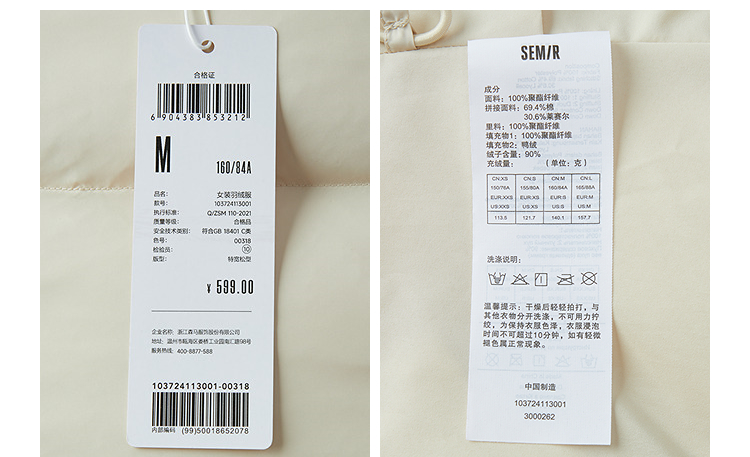 合格证
6904383853212
M
160/84A
品名: 女装羽绒服
款号: 103724113001
执行标准: Q/ZSM 110-2021
质量等级: 合格品
安全技术类别: 符合GB 18401 C类
色号: 00318
检验员: ⑩
版型: 特宽松型
¥ 599.00
企业名称: 浙江森马服饰股份有限公司
地址: 温州市瓯海区娄桥工业园南汇路98号
服务热线: 400-8877-588
103724113001-00318
内部编码 (99)50018652078
SEMIR
成分
面料: 100%聚酯纤维
拼接面料: 69.4%棉
30.6%莱赛尔
里料: 100%聚酯纤维
填充物1: 100%聚酯纤维
填充物2: 鸭绒
绒子含量: 90%
充绒量: (单位: 克)
CN:XS CN:S CN:M CN:L
150/76A 155/80A 160/84A 165/88A
EUR:XXS EUR:XS EUR:S EUR:M
US:XXS US:XS US:S US:M
113.8 121.7 140.1 157.7
洗涤说明:
温馨提示: 干燥后轻轻拍打, 与
其他衣物分开洗涤, 不可用力拧
绞, 为保持衣服色泽, 衣服浸泡
时间不可超过10分钟, 如有轻微
褪色属正常现象。
中国制造
103724113001
3000262